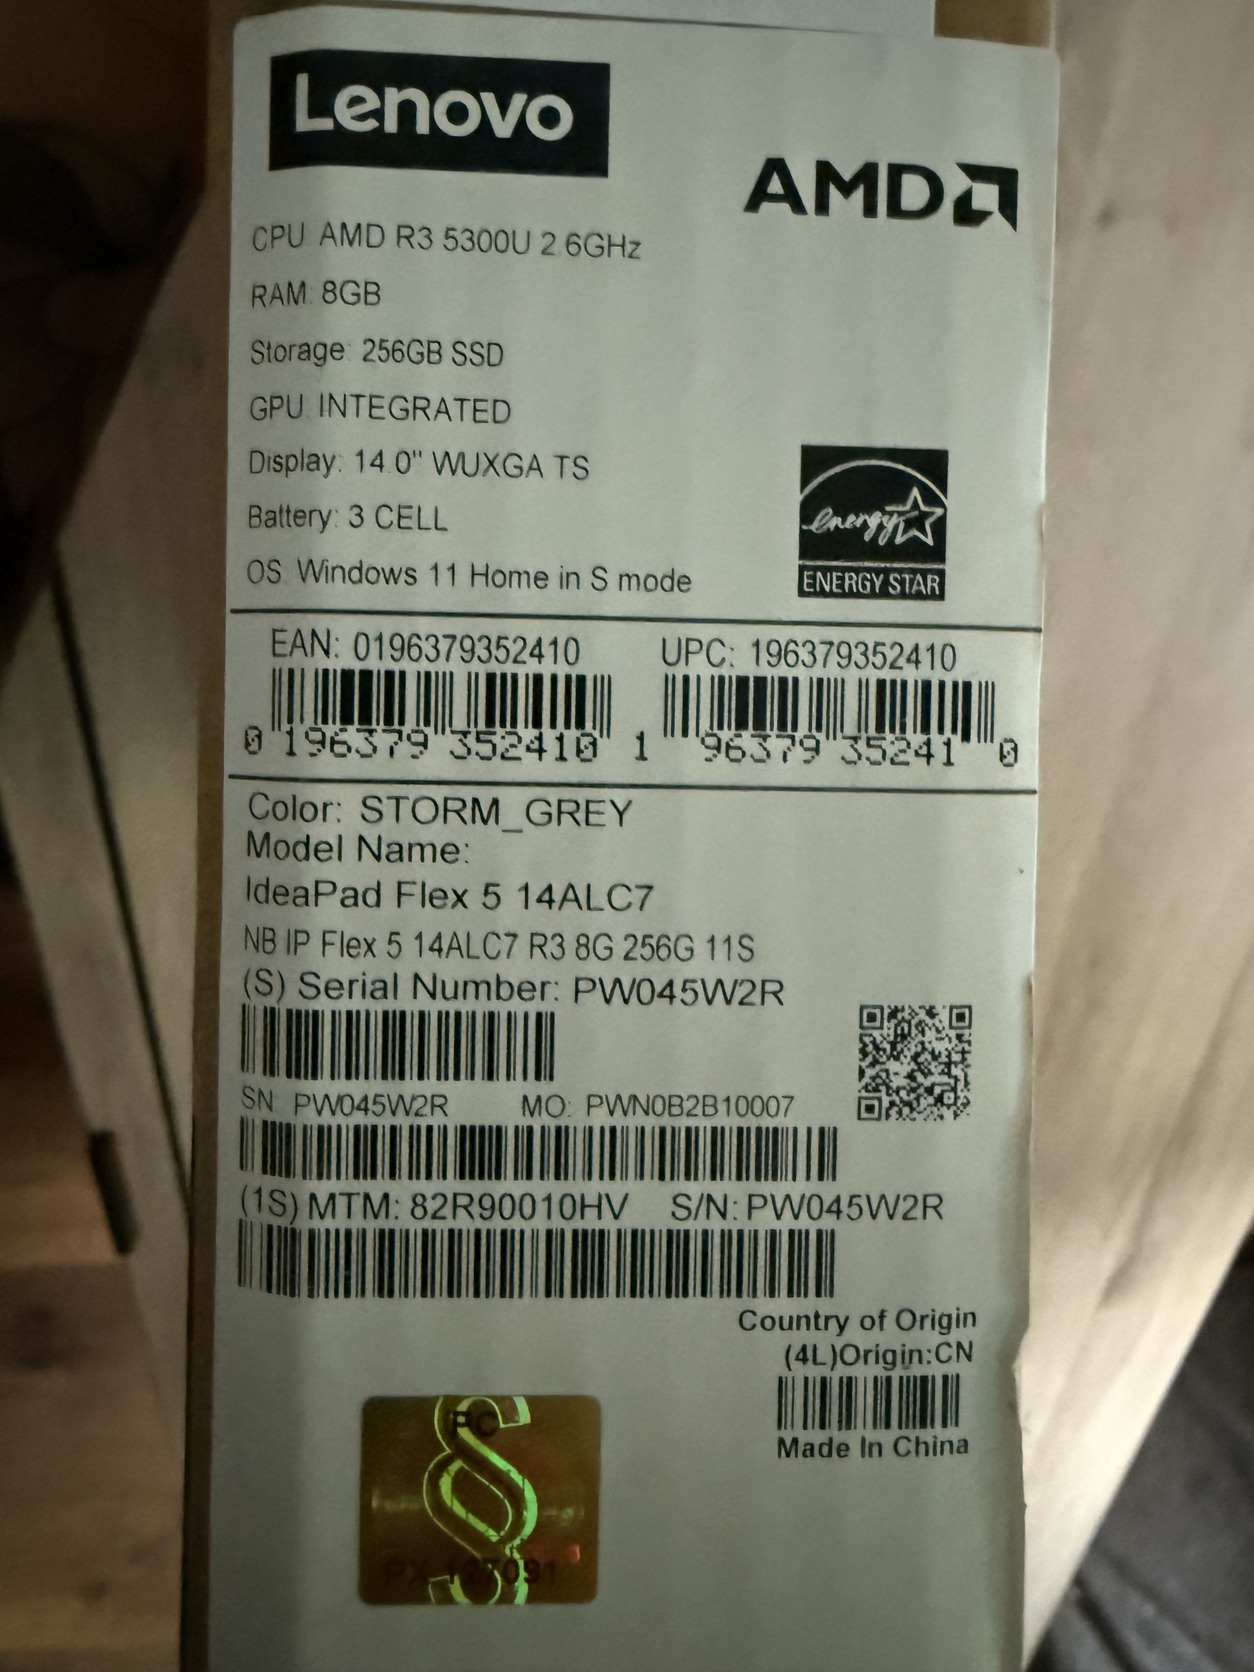 Lenovo
AMD
CPU AMD R3 5300U 2.6GHz
RAM: 8GB
Storage: 256GB SSD
GPU INTEGRATED
Display: 14.0" WUXGA TS
Battery: 3 CELL
OS Windows 11 Home in S mode
energy
ENERGY STAR
EAN: 0196379352410 UPC: 196379352410
0 196379 352410 1 96379 35241 0
Color: STORM_GREY
Model Name:
IdeaPad Flex 5 14ALC7
NB IP Flex 5 14ALC7 R3 8G 256G 11S
(S) Serial Number: PW045W2R
SN PW045W2R MO: PWN0B2B10007
(1S) MTM: 82R90010HV S/N: PW045W2R
Country of Origin
(4L)Origin:CN
Made In China
PC